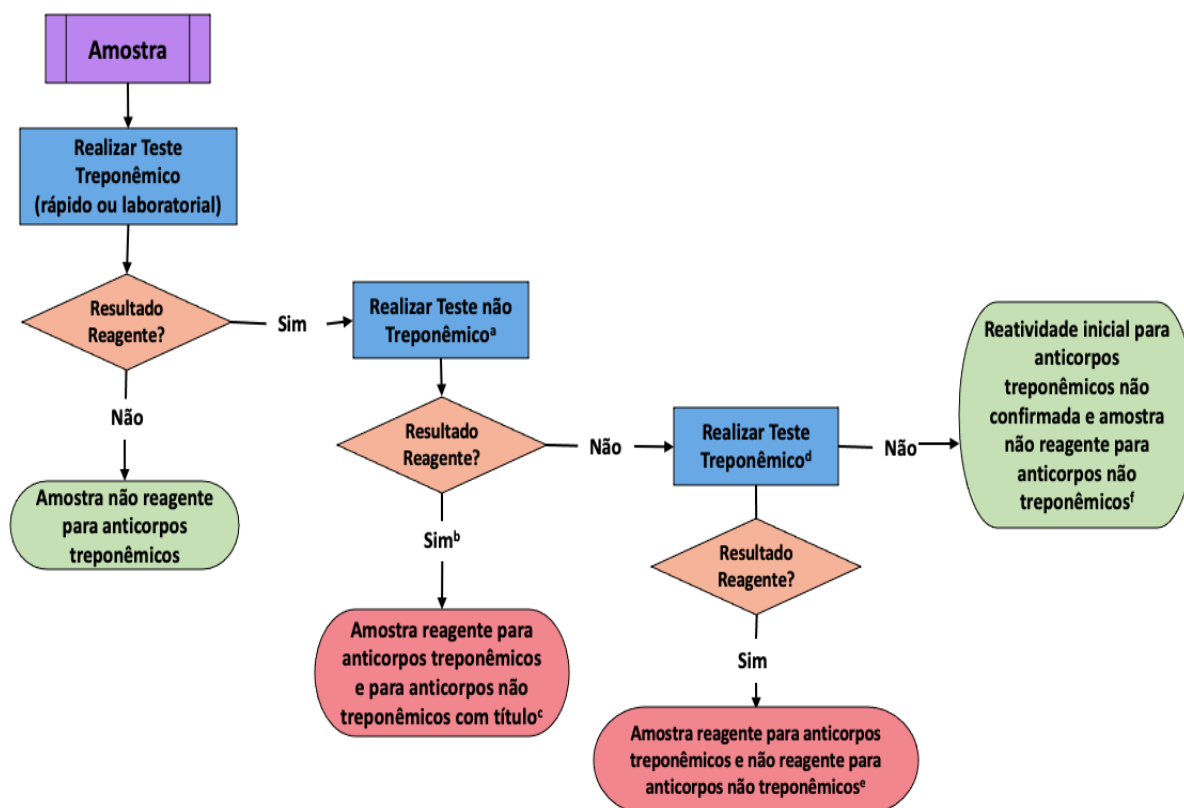 Amostra
Realizar Teste
Treponêmico
(rápido ou laboratorial)
Resultado
Reagente?
Sim
Não
Amostra não reagente
para anticorpos
treponêmicos
Realizar Teste não
Treponêmicoᵃ
Resultado
Reagente?
Não
Simᵇ
Amostra reagente para
anticorpos treponêmicos
e para anticorpos não
treponêmicos com títuloᶜ
Realizar Teste
Treponêmicoᵈ
Não
Resultado
Reagente?
Sim
Amostra reagente para anticorpos
treponêmicos e não reagente para
anticorpos não treponêmicosᵉ
Reatividade inicial para
anticorpos
treponêmicos não
confirmada e amostra
não reagente para
anticorpos não
treponêmicosᶠ